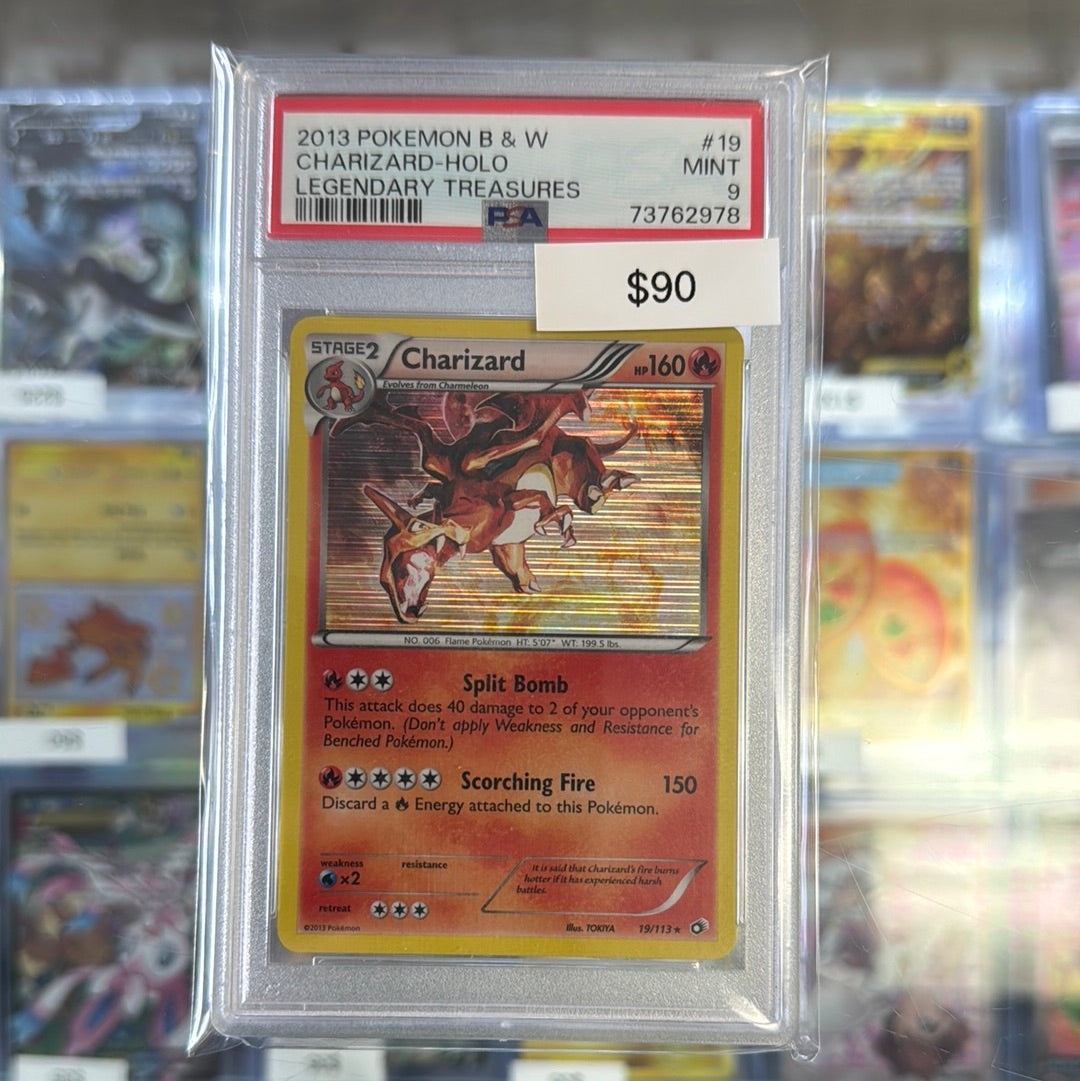 2013 POKEMON B & W #19
CHARIZARD-HOLO MINT
LEGENDARY TREASURES 9
PSA 73762978
$90
STAGE2 Charizard HP160
Evolves from Charmeleon
NO. 006 Flame Pokémon HT: 5'07" WT: 199.5 lbs.
Split Bomb
This attack does 40 damage to 2 of your opponent's
Pokémon. (Don't apply Weakness and Resistance for
Benched Pokémon.)
Scorching Fire 150
Discard a Energy attached to this Pokémon.
weakness resistance
×2
It is said that Charizard's fire burns
hotter if it has experienced harsh
battles.
retreat
©2013 Pokémon Illus. TOKIYA 19/113★